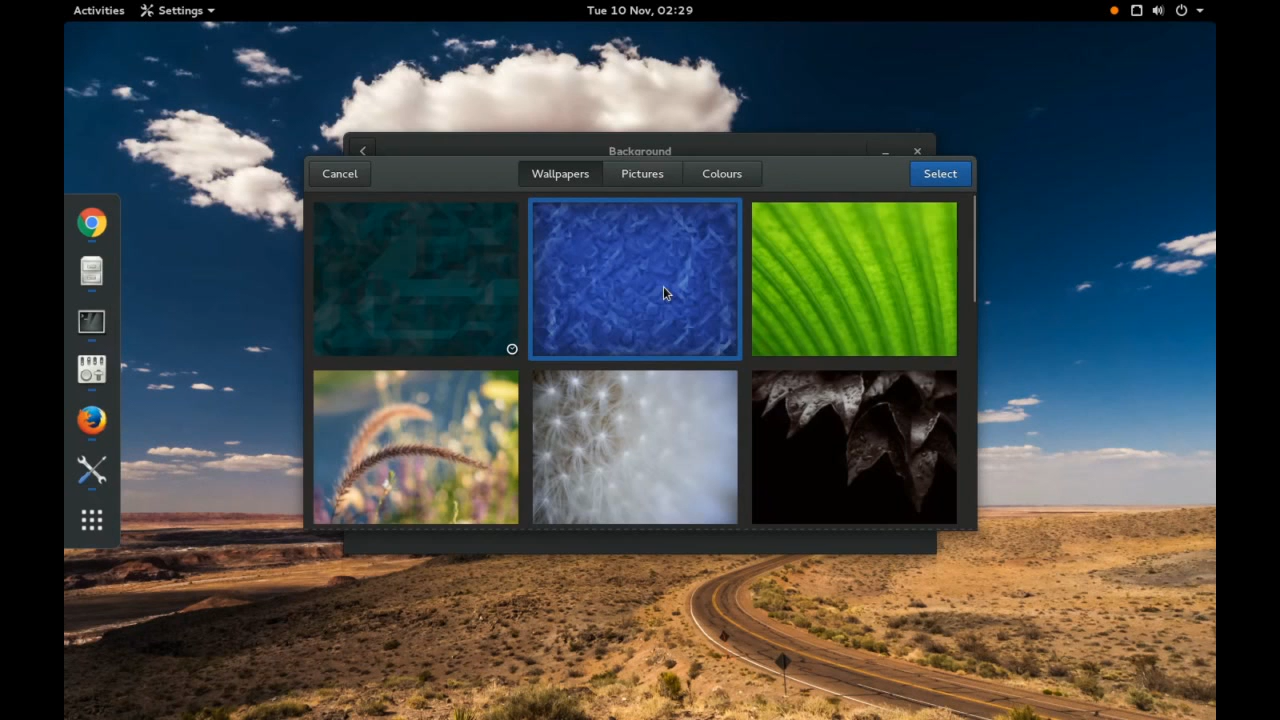 Activities Settings Tue 10 Nov, 02:29
Background
Cancel Wallpapers Pictures Colours Select